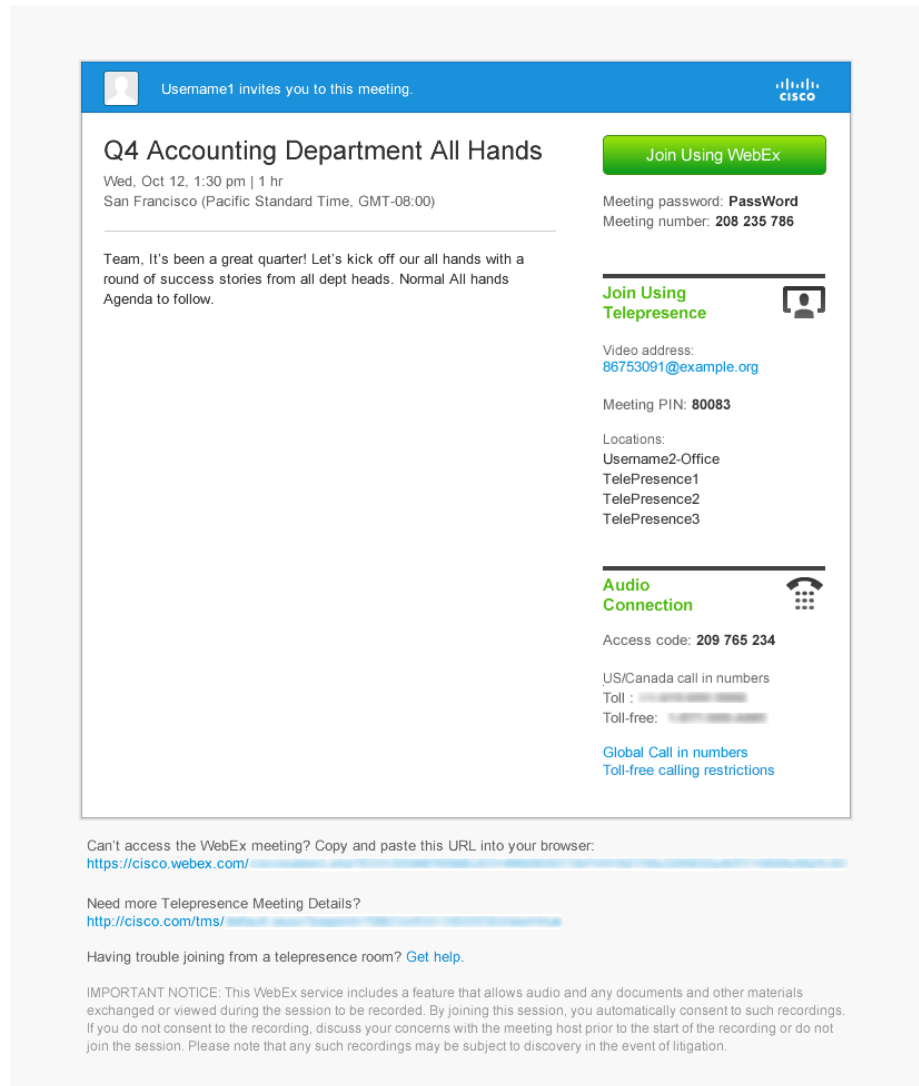 Username1 invites you to this meeting.
CISCO
Q4 Accounting Department All Hands
Wed, Oct 12, 1:30 pm | 1 hr
San Francisco (Pacific Standard Time, GMT-08:00)
Team, It's been a great quarter! Let's kick off our all hands with a
round of success stories from all dept heads. Normal All hands
Agenda to follow.
Join Using WebEx
Meeting password: PassWord
Meeting number: 208 235 786
Join Using
Telepresence
Video address:
86753091@example.org
Meeting PIN: 80083
Locations:
Username2-Office
TelePresence1
TelePresence2
TelePresence3
Audio
Connection
Access code: 209 765 234
US/Canada call in numbers
Toll :
Toll-free:
Global Call in numbers
Toll-free calling restrictions
Can't access the WebEx meeting? Copy and paste this URL into your browser:
https://cisco.webex.com/
Need more Telepresence Meeting Details?
http://cisco.com/tms/
Having trouble joining from a telepresence room? Get help.
IMPORTANT NOTICE: This WebEx service includes a feature that allows audio and any documents and other materials
exchanged or viewed during the session to be recorded. By joining this session, you automatically consent to such recordings.
If you do not consent to the recording, discuss your concerns with the meeting host prior to the start of the recording or do not
join the session. Please note that any such recordings may be subject to discovery in the event of litigation.